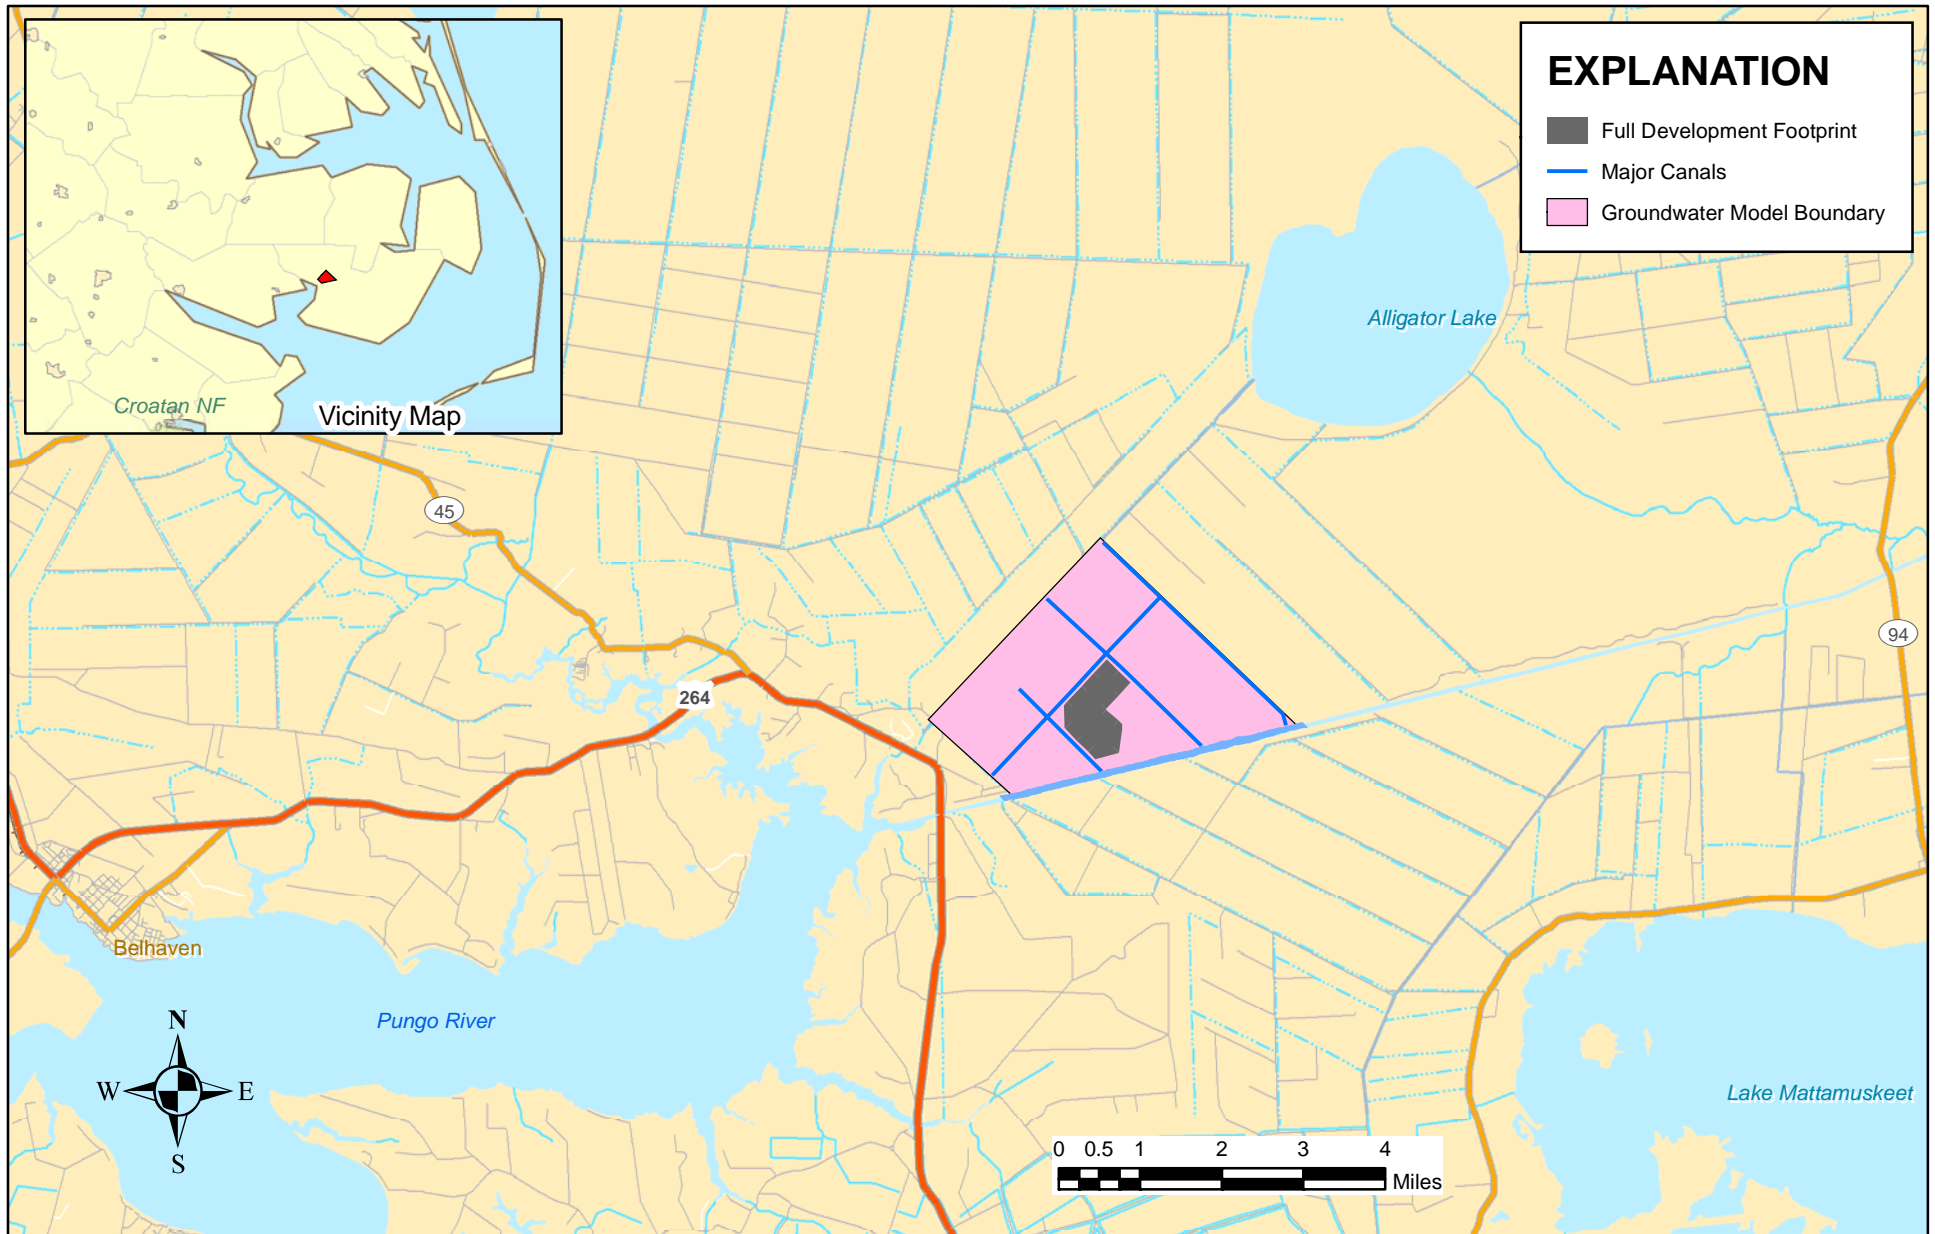 EXPLANATION
Full Development Footprint
Major Canals
Groundwater Model Boundary
Croatan NF
Vicinity Map
Alligator Lake
45
94
264
Belhaven
Pungo River
Lake Mattamuskeet
N
W E
S
0 0.5 1 2 3 4
Miles